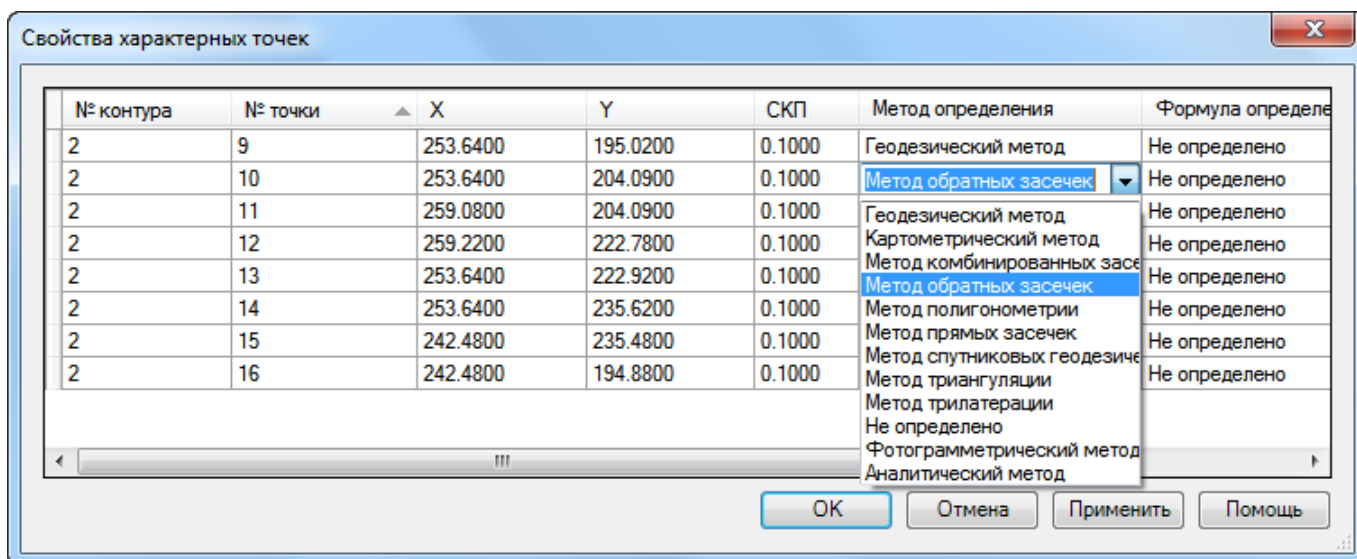 Свойства характерных точек
№ контура № точки X Y СКП Метод определения Формула определе
2 9 253.6400 195.0200 0.1000 Геодезический метод Не определено
2 10 253.6400 204.0900 0.1000 Метод обратных засечек Не определено
2 11 259.0800 204.0900 0.1000 Не определено
2 12 259.2200 222.7800 0.1000 Не определено
2 13 253.6400 222.9200 0.1000 Не определено
2 14 253.6400 235.6200 0.1000 Не определено
2 15 242.4800 235.4800 0.1000 Не определено
2 16 242.4800 194.8800 0.1000 Не определено
Геодезический метод
Картометрический метод
Метод комбинированных засе
Метод обратных засечек
Метод полигонометрии
Метод прямых засечек
Метод спутниковых геодезиче
Метод триангуляции
Метод трилатерации
Не определено
Фотограмметрический метод
Аналитический метод
OK Отмена Применить Помощь